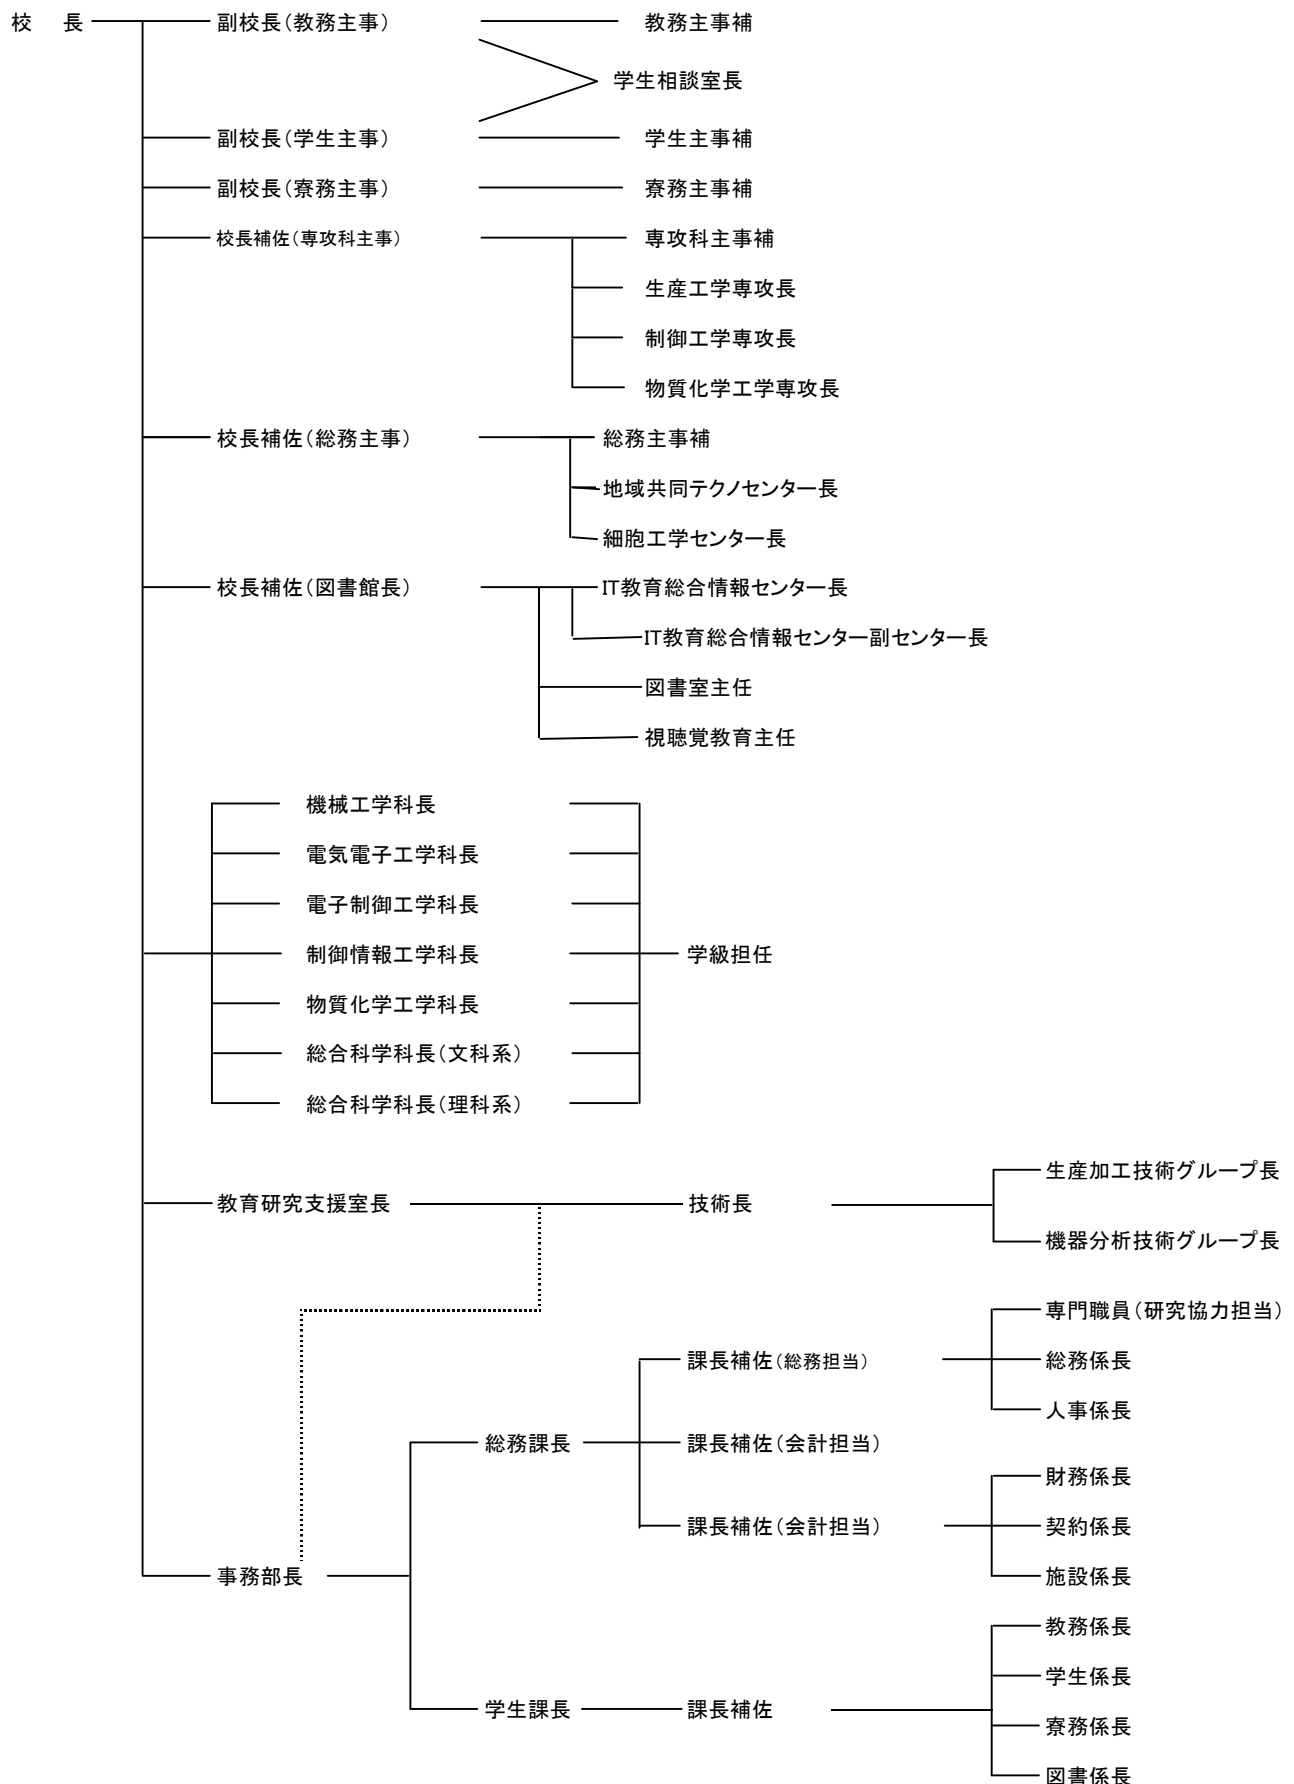 校　長
副校長（教務主事）
教務主事補
学生相談室長
副校長（学生主事）
学生主事補
副校長（寮務主事）
寮務主事補
校長補佐（専攻科主事）
専攻科主事補
生産工学専攻長
制御工学専攻長
物質化学工学専攻長
校長補佐（総務主事）
総務主事補
地域共同テクノセンター長
細胞工学センター長
校長補佐（図書館長）
IT教育総合情報センター長
IT教育総合情報センター副センター長
図書室主任
視聴覚教育主任
機械工学科長
電気電子工学科長
電子制御工学科長
制御情報工学科長
学級担任
物質化学工学科長
総合科学科長（文科系）
総合科学科長（理科系）
教育研究支援室長
技術長
生産加工技術グループ長
機器分析技術グループ長
事務部長
総務課長
課長補佐（総務担当）
専門職員（研究協力担当）
総務係長
人事係長
課長補佐（会計担当）
課長補佐（会計担当）
財務係長
契約係長
施設係長
学生課長
課長補佐
教務係長
学生係長
寮務係長
図書係長